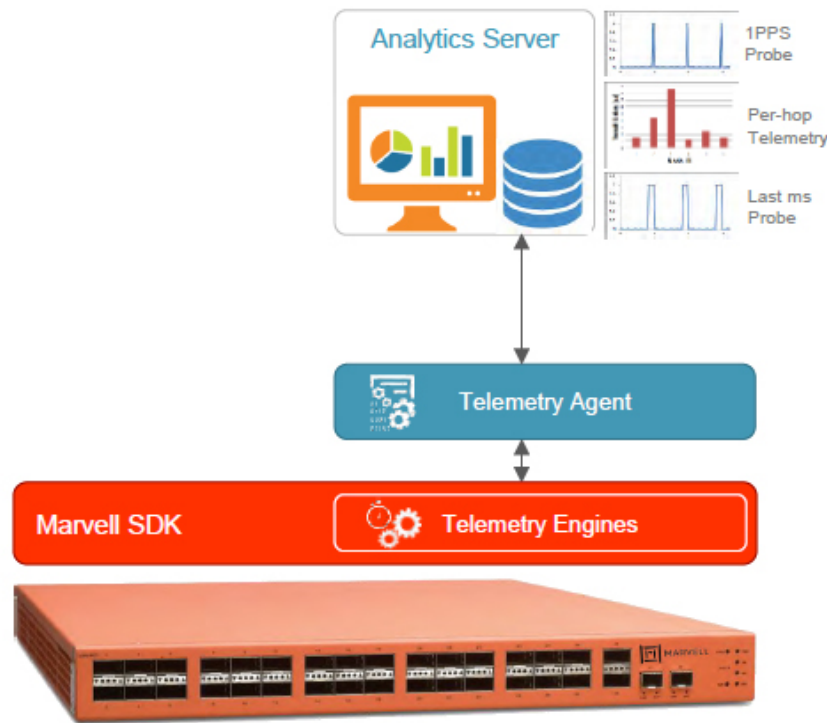 Analytics Server
1PPS
Probe
Per-hop
Telemetry
Last ms
Probe
Telemetry Agent
Marvell SDK
Telemetry Engines
MARVELL